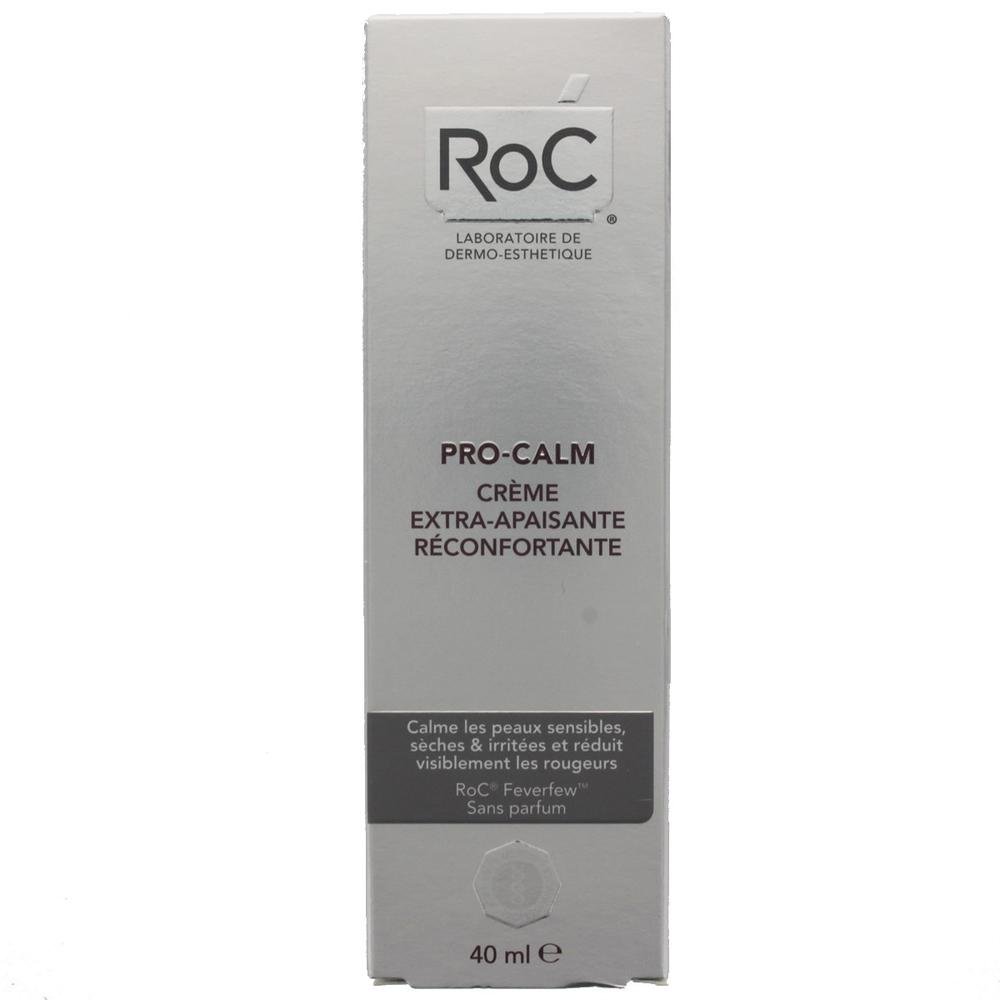 RoC®
LABORATOIRE DE
DERMO-ESTHETIQUE
PRO-CALM
CRÈME
EXTRA-APAISANTE
RÉCONFORTANTE
Calme les peaux sensibles,
sèches & irritées et réduit
visiblement les rougeurs
RoC® Feverfew™
Sans parfum
40 ml ℮